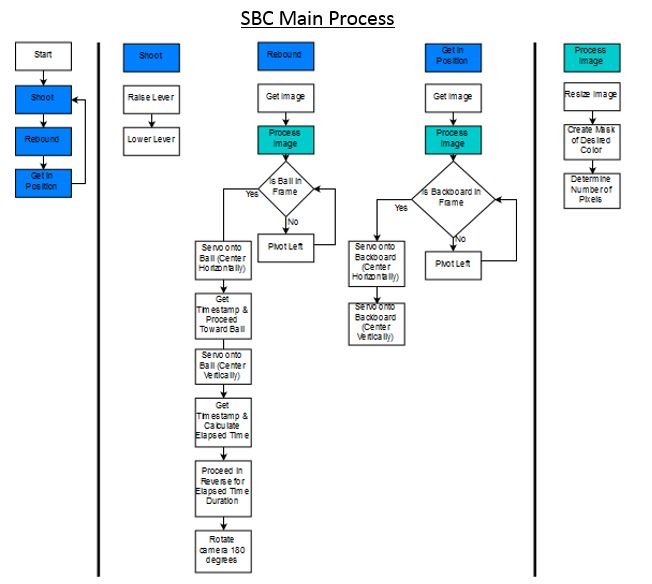 SBC Main Process
Start
Shoot
Rebound
Get In
Position
Shoot
Raise Lever
Lower Lever
Rebound
Get Image
Process
Image
Is Ball In
Frame
Yes
No
Pivot Left
Servo onto
Ball (Center
Horizontally)
Get
Timestamp &
Proceed
Toward Ball
Servo onto
Ball (Center
Vertically)
Get
Timestamp &
Calculate
Elapsed Time
Proceed In
Reverse for
Elapsed Time
Duration
Rotate
camera 180
degrees
Get In
Position
Get Image
Process
Image
Is Backboard In
Frame
Yes
No
Pivot Left
Servo onto
Backboard
(Center
Horizontally)
Servo onto
Backboard
(Center
Vertically)
Process
Image
Resize Image
Create Mask
of Desired
Color
Determine
Number of
Pixels